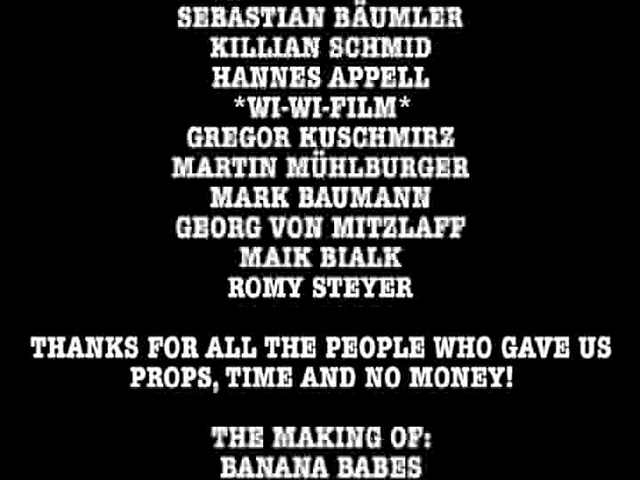 SEBASTIAN BÄUMLER
KILLIAN SCHMID
HANNES APPELL
*WI-WI-FILM*
GREGOR KUSCHMIRZ
MARTIN MÜHLBURGER
MARK BAUMANN
GEORG VON MITZLAFF
MAIK BIALK
ROMY STEYER
THANKS FOR ALL THE PEOPLE WHO GAVE US
PROPS, TIME AND NO MONEY!
THE MAKING OF:
BANANA BABES